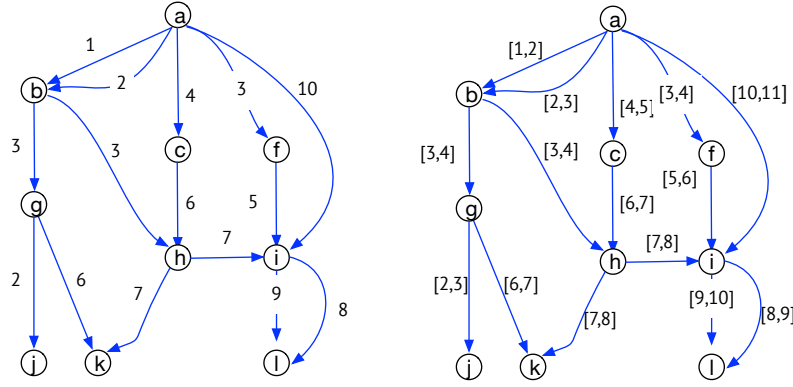 a a
1 2 4 3 10 [1,2] [2,3] [4,5] [3,4] [10,11]
b b
c f c f
3 3 6 5 [3,4] [3,4] [6,7] [5,6]
g g
h 7 i h [7,8] i
2 6 7 9 8 [2,3] [6,7] [7,8] [9,10] [8,9]
j k l j k l